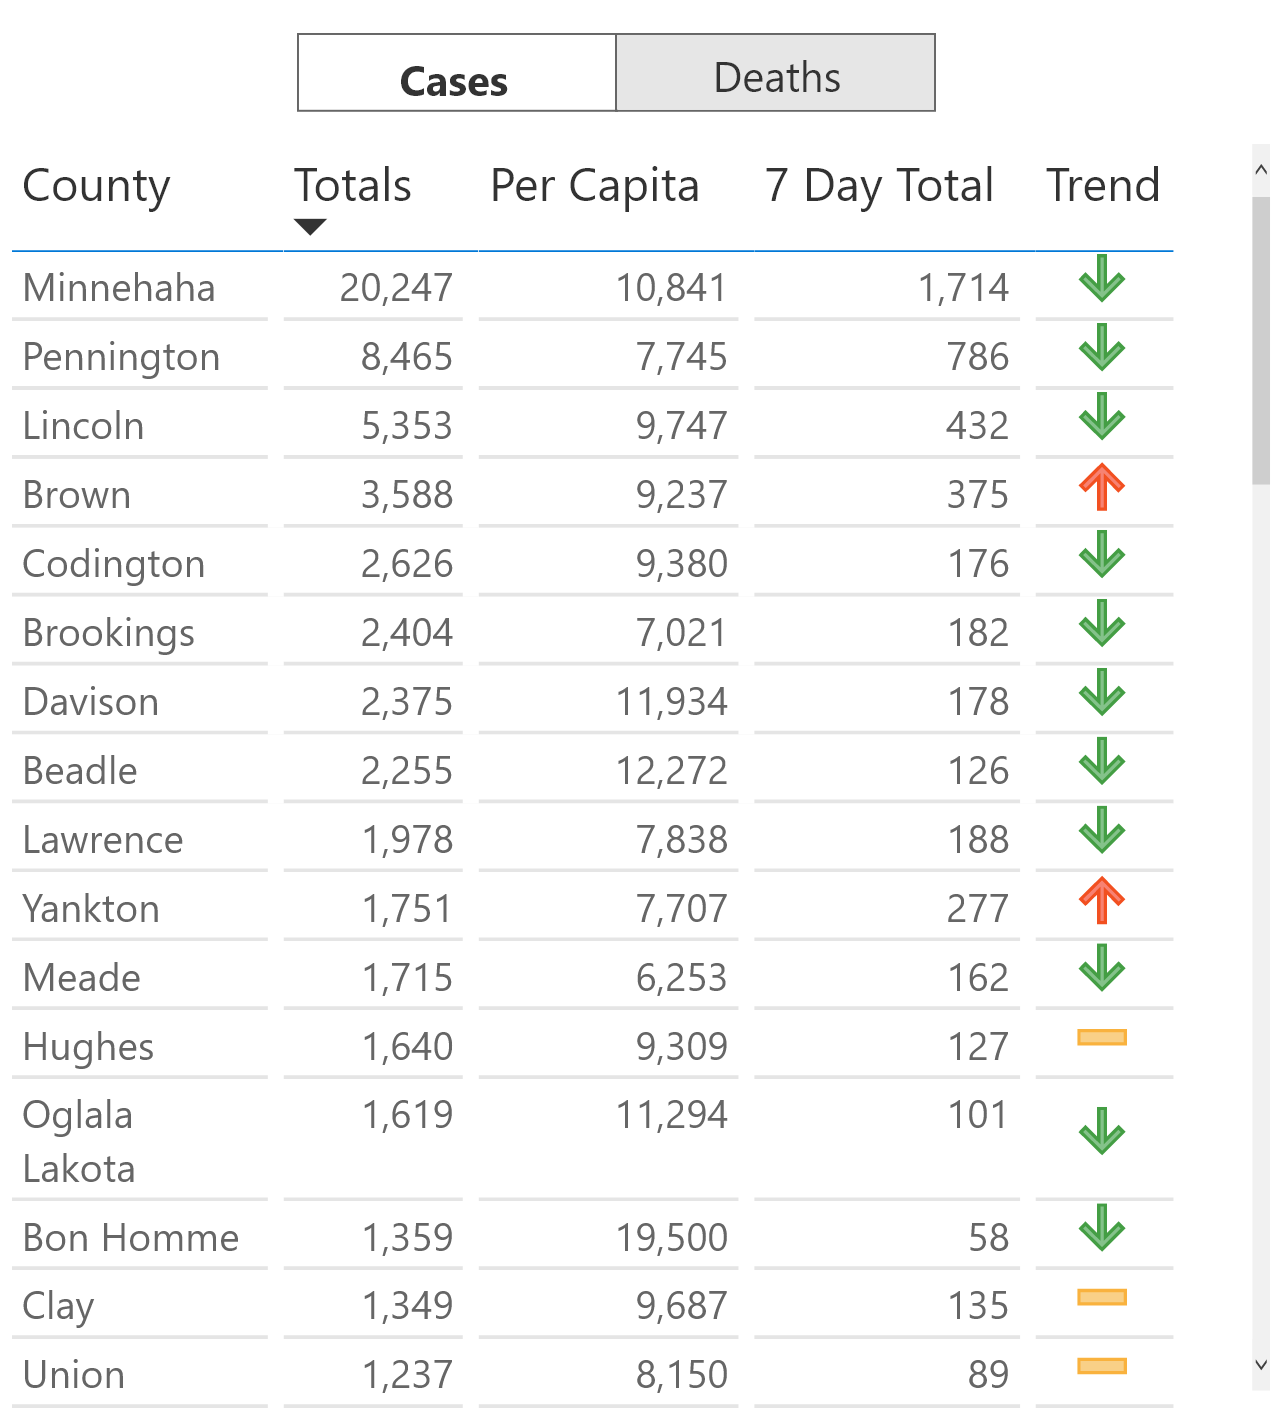 Cases Deaths
County Totals Per Capita 7 Day Total Trend
Minnehaha 20,247 10,841 1,714
Pennington 8,465 7,745 786
Lincoln 5,353 9,747 432
Brown 3,588 9,237 375
Codington 2,626 9,380 176
Brookings 2,404 7,021 182
Davison 2,375 11,934 178
Beadle 2,255 12,272 126
Lawrence 1,978 7,838 188
Yankton 1,751 7,707 277
Meade 1,715 6,253 162
Hughes 1,640 9,309 127
Oglala 1,619 11,294 101
Lakota
Bon Homme 1,359 19,500 58
Clay 1,349 9,687 135
Union 1,237 8,150 89